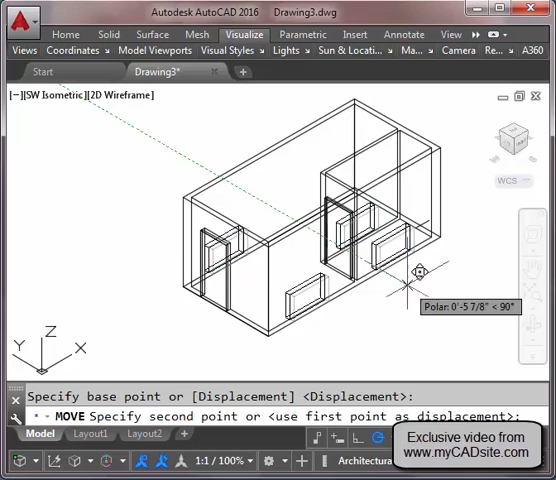 Autodesk AutoCAD 2016    Drawing3.dwg
Home Solid Surface Mesh Visualize Parametric Insert Annotate View
Views Coordinates Model Viewports Visual Styles Lights Sun & Locati... Ma... Camera Re... A360
Start Drawing3*
[−][SW Isometric][2D Wireframe]
WCS
Polar: 0'-5 7/8" < 90°
Z
Y X
Specify base point or [Displacement] <Displacement>:
MOVE Specify second point or <use first point as displacement>:
Model Layout1 Layout2
Exclusive video from
www.myCADsite.com
1:1 / 100% Architectura